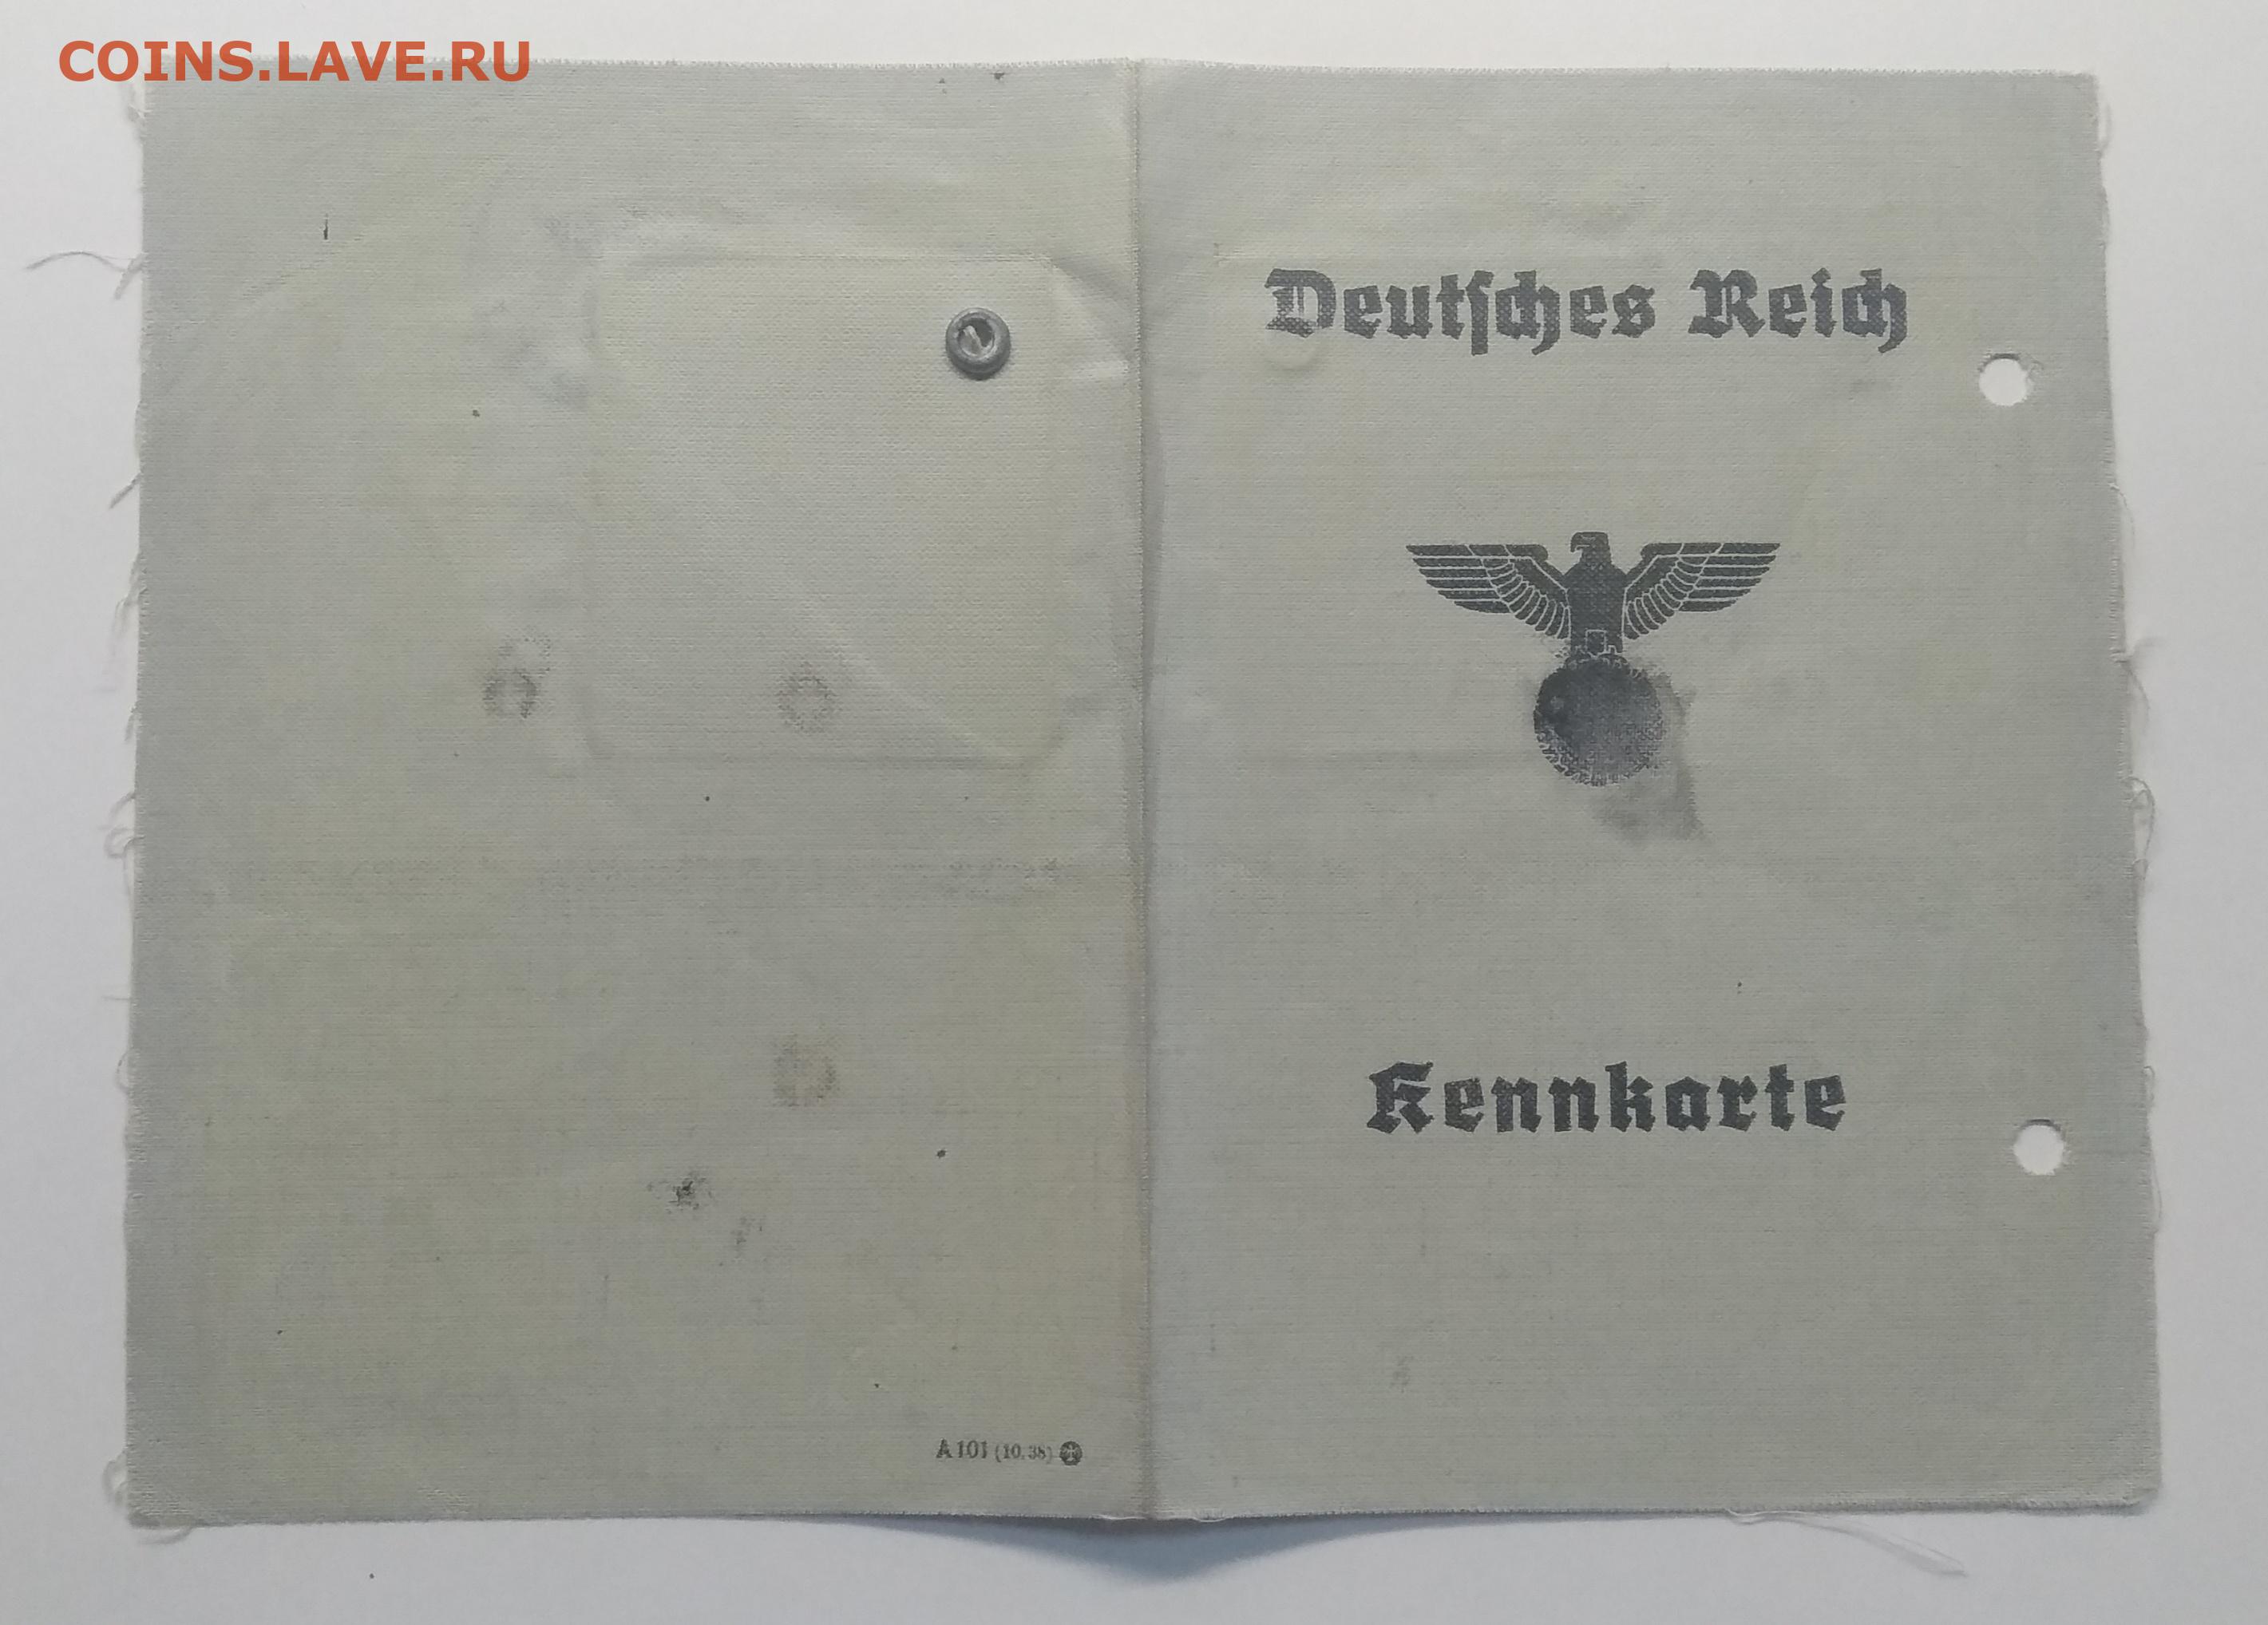 COINS.LAVE.RU
Deutsches Reich
Kennkarte
A 101 (10. 38)